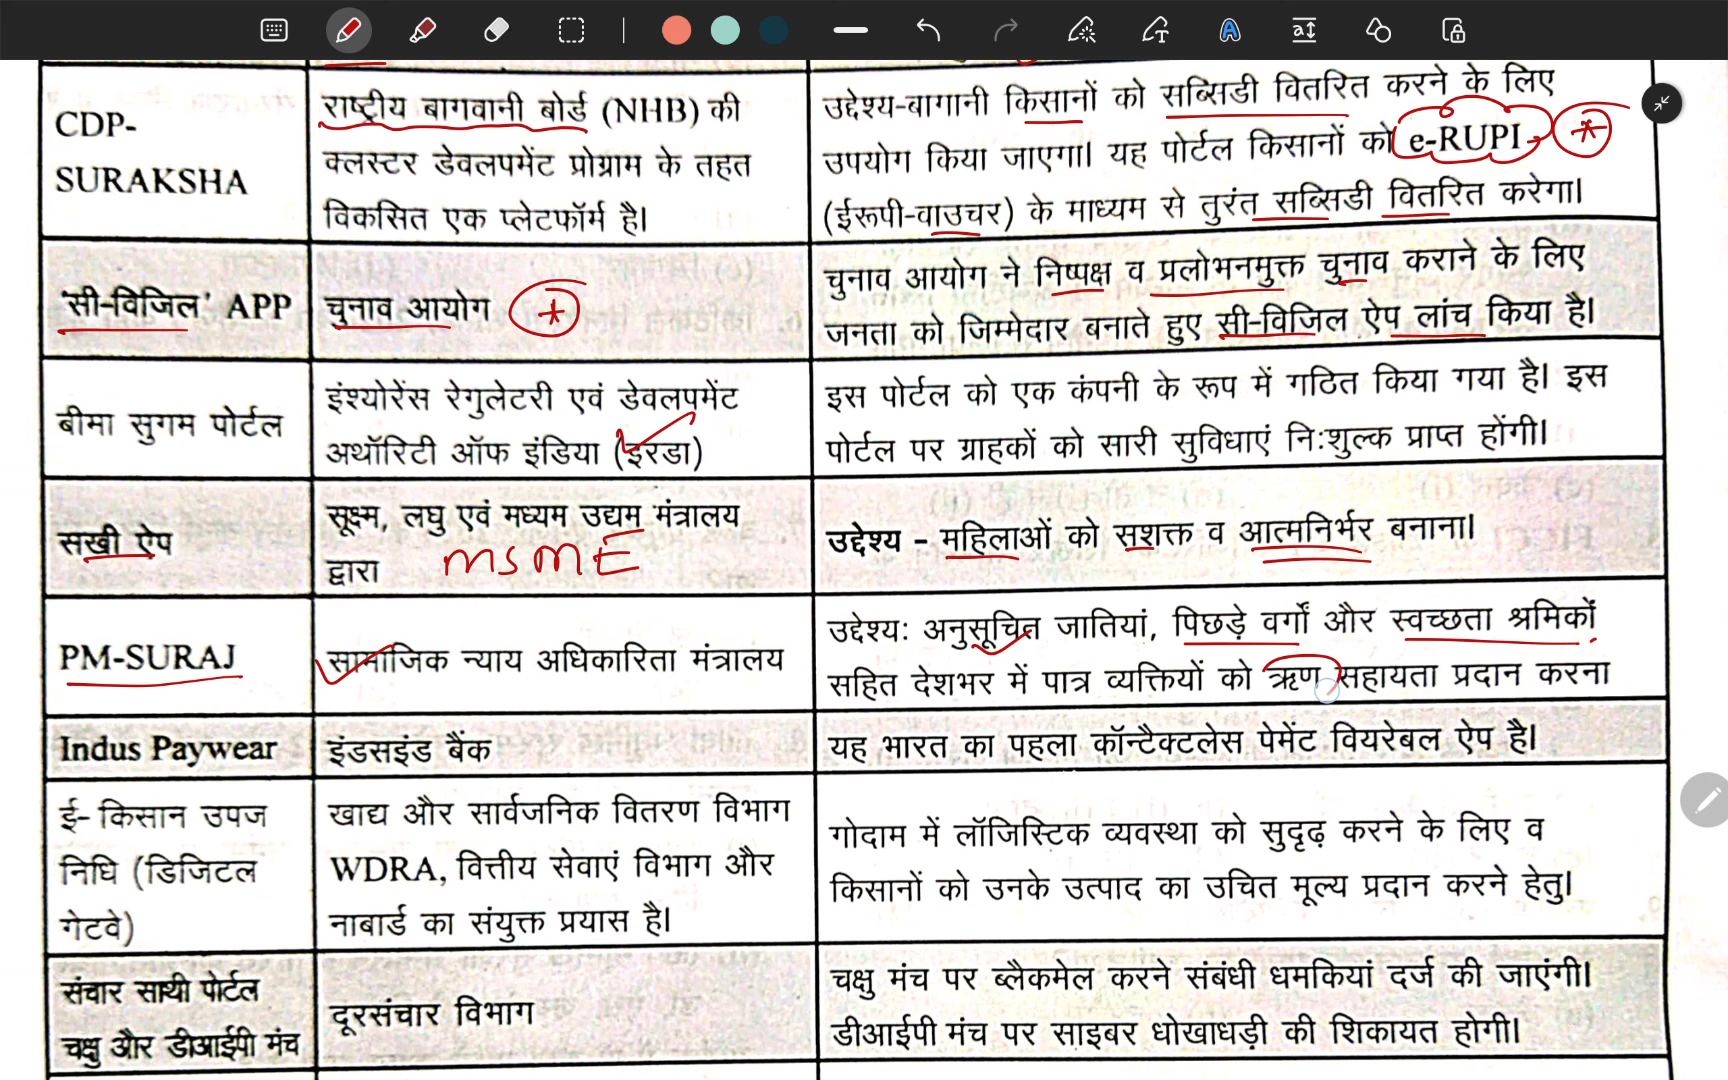 CDP-
SURAKSHA
राष्ट्रीय बागवानी बोर्ड (NHB) की
क्लस्टर डेवलपमेंट प्रोग्राम के तहत
विकसित एक प्लेटफॉर्म है।
उद्देश्य-बागानी किसानों को सब्सिडी वितरित करने के लिए
उपयोग किया जाएगा। यह पोर्टल किसानों को e-RUPI
(ईरूपी-वाउचर) के माध्यम से तुरंत सब्सिडी वितरित करेगा।
'सी-विजिल' APP
चुनाव आयोग
चुनाव आयोग ने निष्पक्ष व प्रलोभनमुक्त चुनाव कराने के लिए
जनता को जिम्मेदार बनाते हुए सी-विजिल ऐप लांच किया है।
बीमा सुगम पोर्टल
इंश्योरेंस रेगुलेटरी एवं डेवलपमेंट
अथॉरिटी ऑफ इंडिया (इरडा)
इस पोर्टल को एक कंपनी के रूप में गठित किया गया है। इस
पोर्टल पर ग्राहकों को सारी सुविधाएं नि:शुल्क प्राप्त होंगी।
सखी ऐप
सूक्ष्म, लघु एवं मध्यम उद्यम मंत्रालय
द्वारा MSME
उद्देश्य - महिलाओं को सशक्त व आत्मनिर्भर बनाना।
PM-SURAJ
सामाजिक न्याय अधिकारिता मंत्रालय
उद्देश्य: अनुसूचित जातियां, पिछड़े वर्गों और स्वच्छता श्रमिकों
सहित देशभर में पात्र व्यक्तियों को ऋण सहायता प्रदान करना
Indus Paywear
इंडसइंड बैंक
यह भारत का पहला कॉन्टैक्टलेस पेमेंट वियरेबल ऐप है।
ई- किसान उपज
निधि (डिजिटल
गेटवे)
खाद्य और सार्वजनिक वितरण विभाग
WDRA, वित्तीय सेवाएं विभाग और
नाबार्ड का संयुक्त प्रयास है।
गोदाम में लॉजिस्टिक व्यवस्था को सुदृढ़ करने के लिए व
किसानों को उनके उत्पाद का उचित मूल्य प्रदान करने हेतु।
संचार साथी पोर्टल
चक्षु और डीआईपी मंच
दूरसंचार विभाग
चक्षु मंच पर ब्लैकमेल करने संबंधी धमकियां दर्ज की जाएंगी।
डीआईपी मंच पर साइबर धोखाधड़ी की शिकायत होगी।